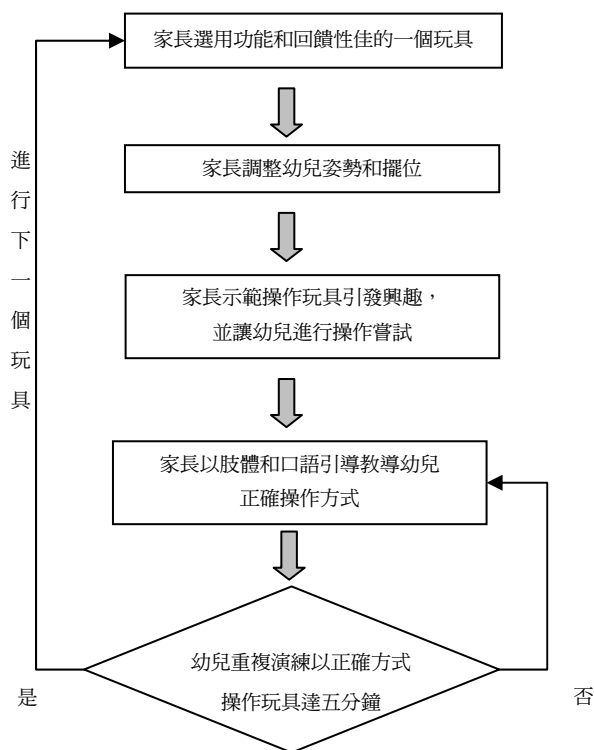 家長選用功能和回饋性佳的一個玩具
家長調整幼兒姿勢和擺位
進行下一個玩具
家長示範操作玩具引發興趣，
並讓幼兒進行操作嘗試
家長以肢體和口語引導教導幼兒
正確操作方式
幼兒重複演練以正確方式
操作玩具達五分鐘
是
否